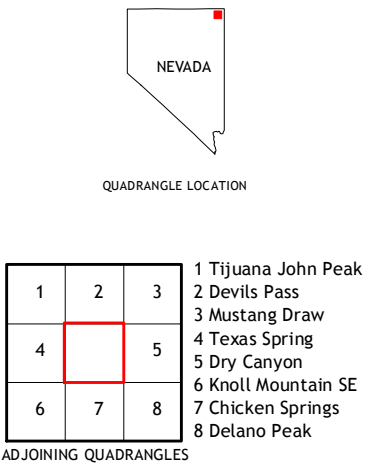 NEVADA
QUADRANGLE LOCATION
1 2 3
4 5
6 7 8
1 Tijuana John Peak
2 Devils Pass
3 Mustang Draw
4 Texas Spring
5 Dry Canyon
6 Knoll Mountain SE
7 Chicken Springs
8 Delano Peak
ADJOINING QUADRANGLES